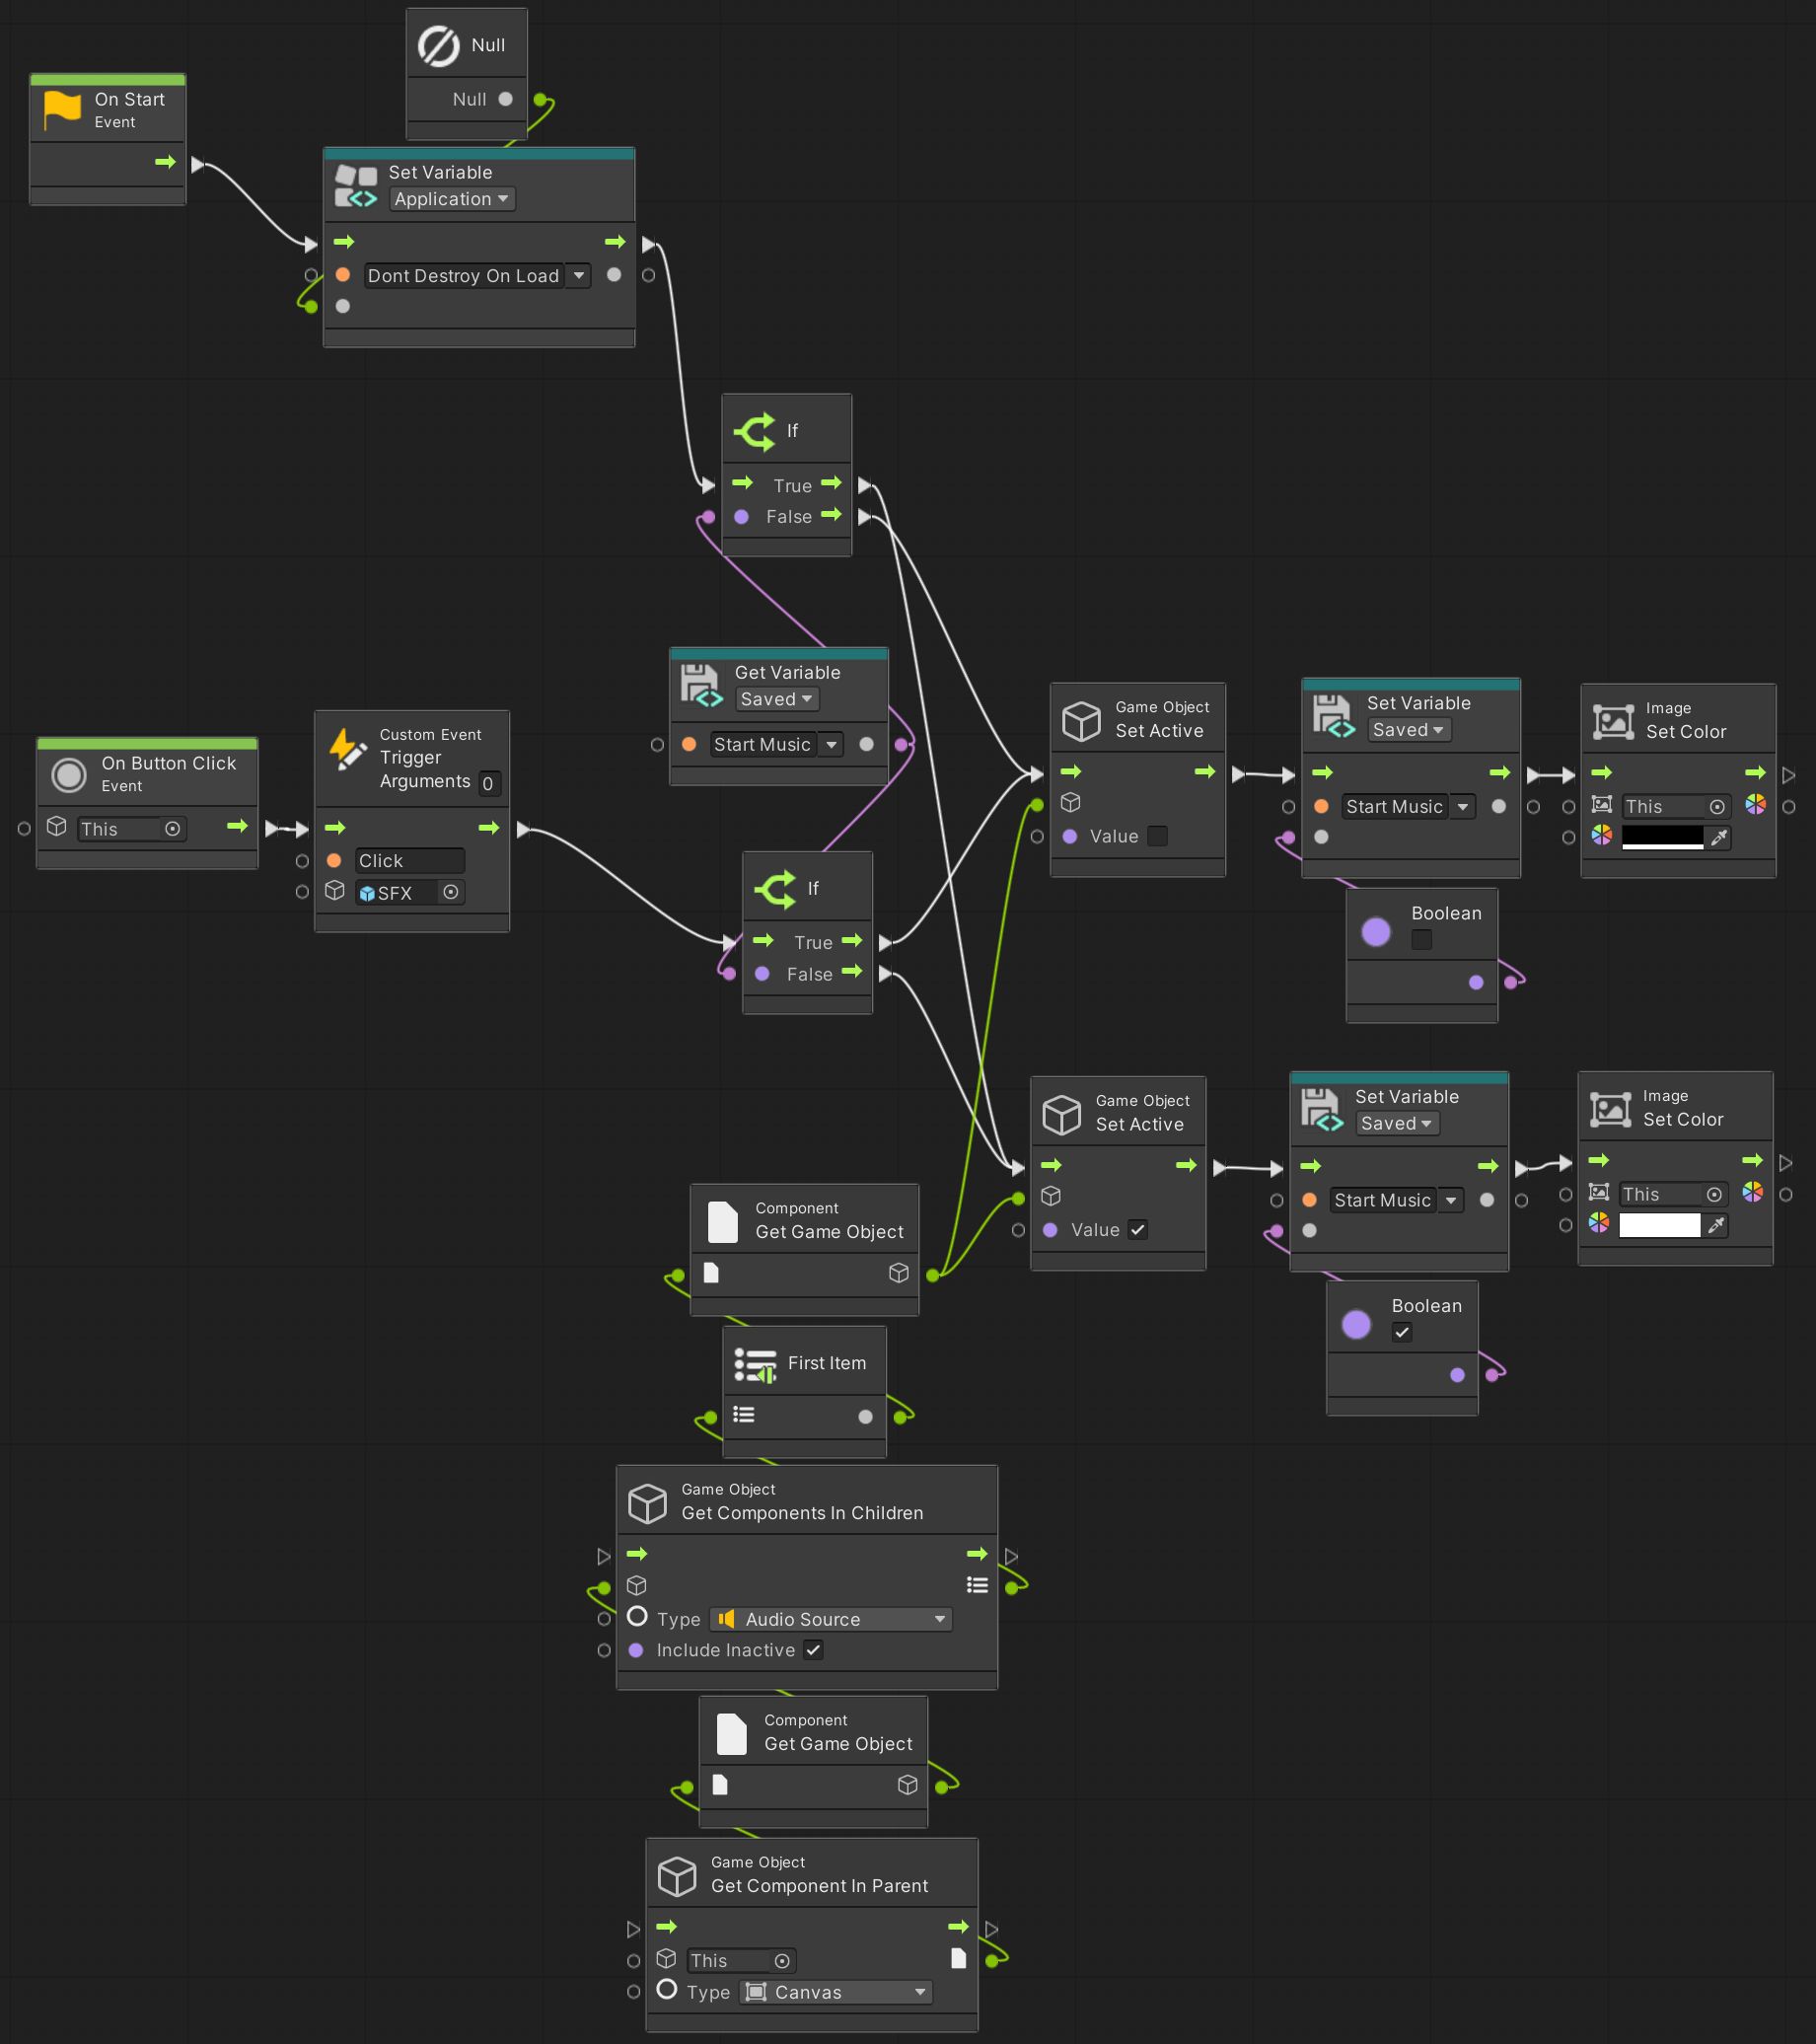 Null
Null
On Start
Event
Set Variable
Application
Dont Destroy On Load
If
True
False
Get Variable
Saved
Start Music
On Button Click
Event
This
Custom Event
Trigger
Arguments 0
Click
SFX
If
True
False
Game Object
Set Active
Value
Set Variable
Saved
Start Music
Image
Set Color
This
Boolean
Game Object
Set Active
Value
Set Variable
Saved
Start Music
Image
Set Color
This
Boolean
Component
Get Game Object
First Item
Game Object
Get Components In Children
Type Audio Source
Include Inactive
Component
Get Game Object
Game Object
Get Component In Parent
This
Type Canvas